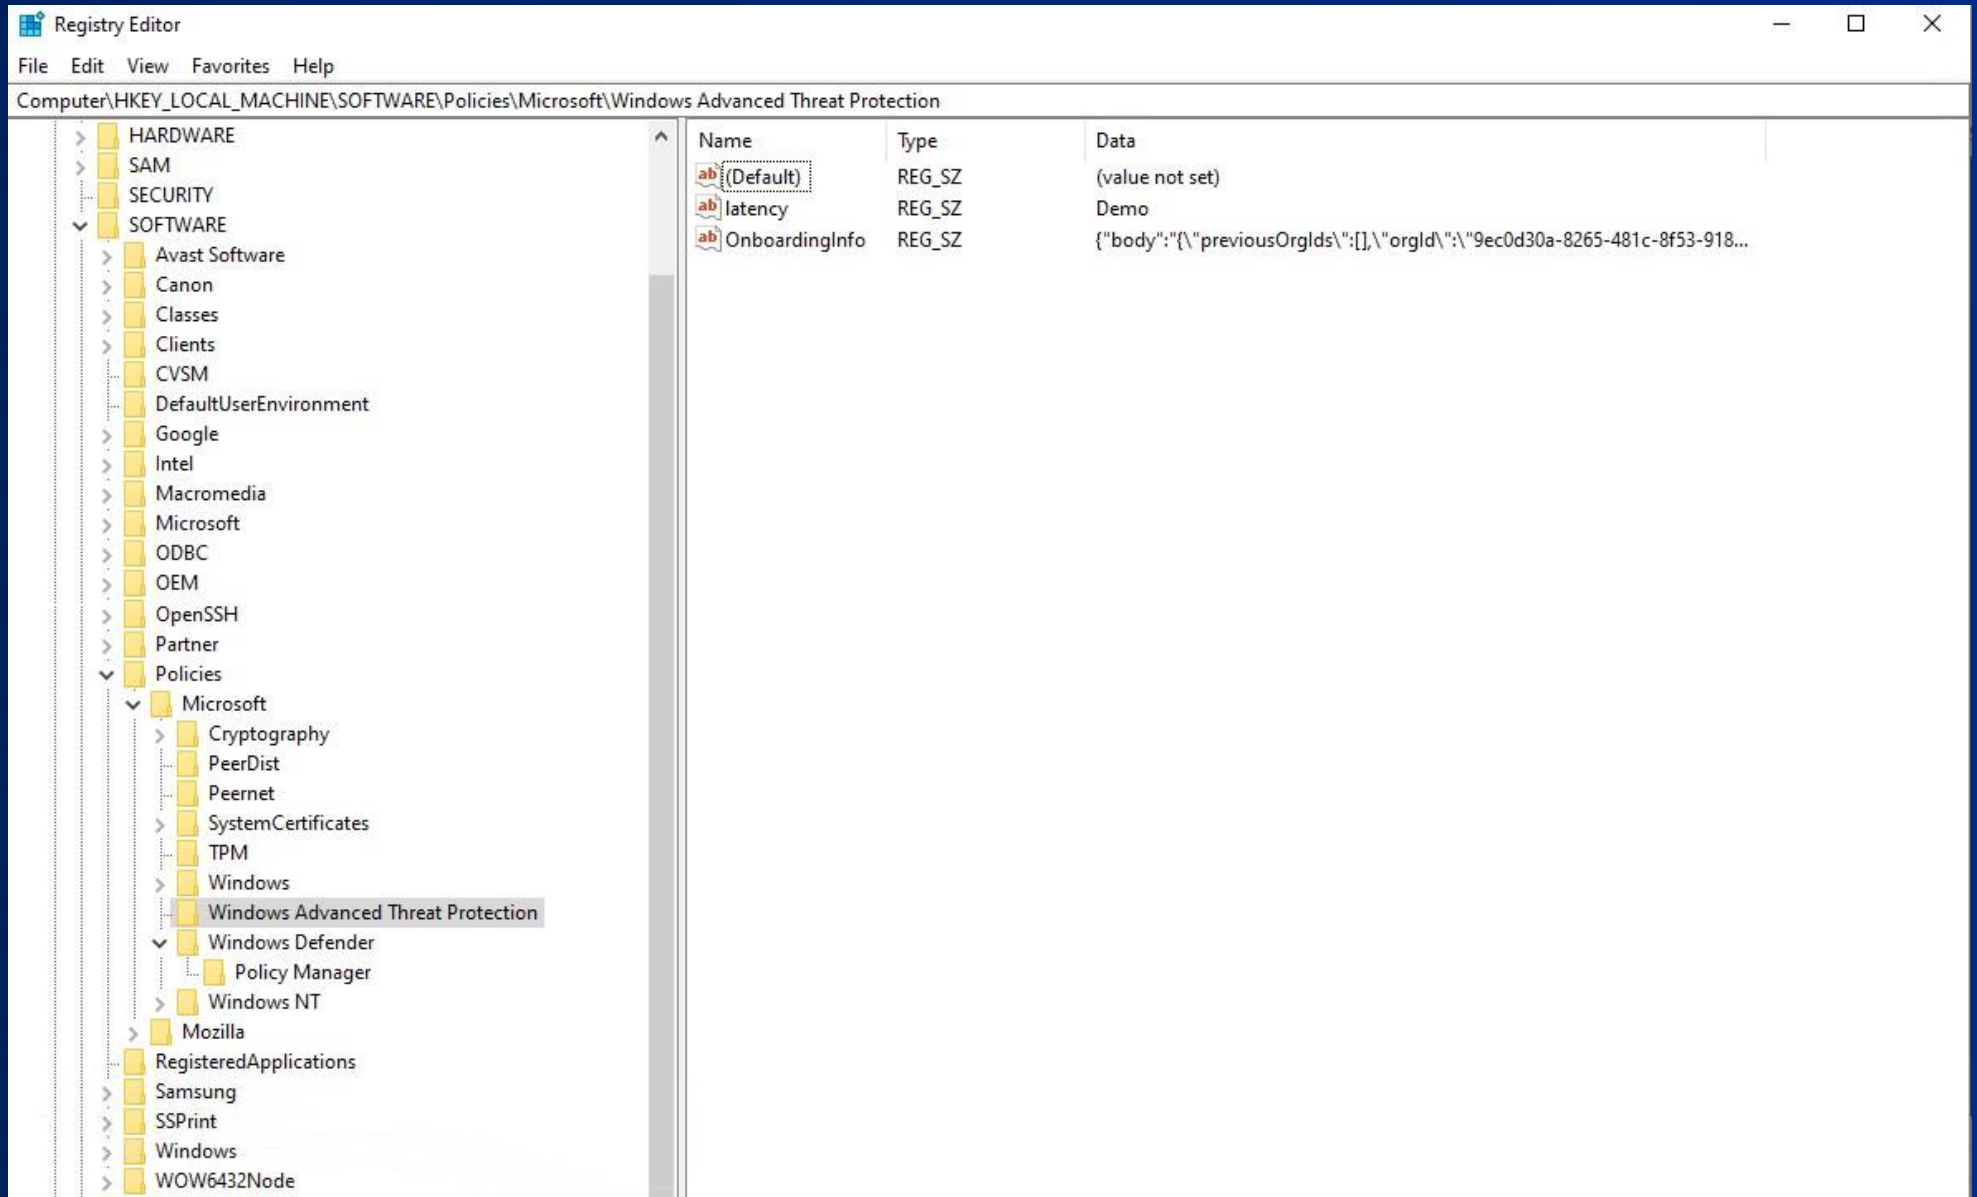 Registry Editor
File Edit View Favorites Help
Computer\HKEY_LOCAL_MACHINE\SOFTWARE\Policies\Microsoft\Windows Advanced Threat Protection
HARDWARE
SAM
SECURITY
SOFTWARE
Avast Software
Canon
Classes
Clients
CVSM
DefaultUserEnvironment
Google
Intel
Macromedia
Microsoft
ODBC
OEM
OpenSSH
Partner
Policies
Microsoft
Cryptography
PeerDist
Peernet
SystemCertificates
TPM
Windows
Windows Advanced Threat Protection
Windows Defender
Policy Manager
Windows NT
Mozilla
RegisteredApplications
Samsung
SSPrint
Windows
WOW6432Node
Name Type Data
ab (Default) REG_SZ (value not set)
ab latency REG_SZ Demo
ab OnboardingInfo REG_SZ {"body":"{\"previousOrgIds\":[],\"orgId\":\"9ec0d30a-8265-481c-8f53-918...